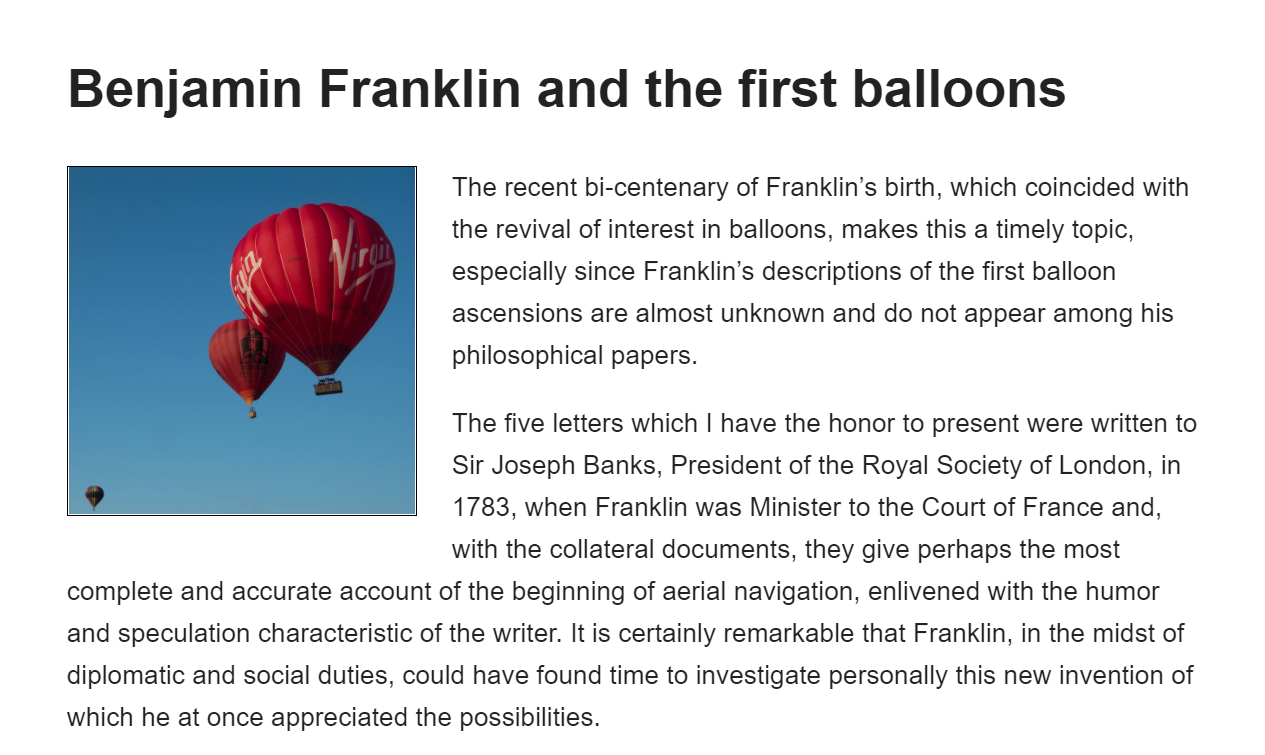 Benjamin Franklin and the first balloons
Virgin
The recent bi-centenary of Franklin’s birth, which coincided with
the revival of interest in balloons, makes this a timely topic,
especially since Franklin’s descriptions of the first balloon
ascensions are almost unknown and do not appear among his
philosophical papers.
The five letters which I have the honor to present were written to
Sir Joseph Banks, President of the Royal Society of London, in
1783, when Franklin was Minister to the Court of France and,
with the collateral documents, they give perhaps the most
complete and accurate account of the beginning of aerial navigation, enlivened with the humor
and speculation characteristic of the writer. It is certainly remarkable that Franklin, in the midst of
diplomatic and social duties, could have found time to investigate personally this new invention of
which he at once appreciated the possibilities.